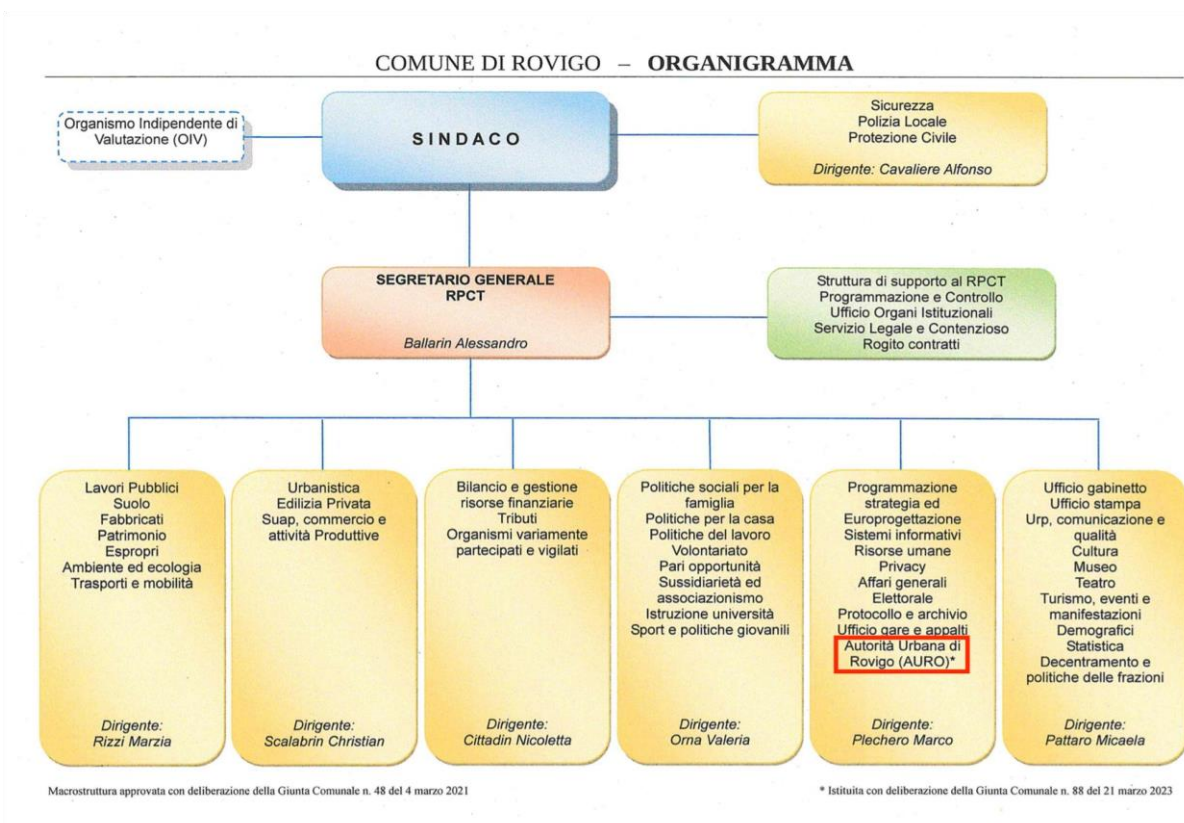 COMUNE DI ROVIGO – ORGANIGRAMMA
Organismo Indipendente di
Valutazione (OIV)
SINDACO
Sicurezza
Polizia Locale
Protezione Civile
Dirigente: Cavaliere Alfonso
SEGRETARIO GENERALE
RPCT
Ballarin Alessandro
Struttura di supporto al RPCT
Programmazione e Controllo
Ufficio Organi Istituzionali
Servizio Legale e Contenzioso
Rogito contratti
Lavori Pubblici
Suolo
Fabbricati
Patrimonio
Espropri
Ambiente ed ecologia
Trasporti e mobilità
Dirigente:
Rizzi Marzia
Urbanistica
Edilizia Privata
Suap, commercio e
attività Produttive
Dirigente:
Scalabrin Christian
Bilancio e gestione
risorse finanziarie
Tributi
Organismi variamente
partecipati e vigilati
Dirigente:
Cittadin Nicoletta
Politiche sociali per la
famiglia
Politiche per la casa
Politiche del lavoro
Volontariato
Pari opportunità
Sussidiarietà ed
associazionismo
Istruzione università
Sport e politiche giovanili
Dirigente:
Orna Valeria
Programmazione
strategia ed
Europrogettazione
Sistemi informativi
Risorse umane
Privacy
Affari generali
Elettorale
Protocollo e archivio
Ufficio gare e appalti
Autorità Urbana di
Rovigo (AURO)*
Dirigente:
Plechero Marco
Ufficio gabinetto
Ufficio stampa
Urp, comunicazione e
qualità
Cultura
Museo
Teatro
Turismo, eventi e
manifestazioni
Demografici
Statistica
Decentramento e
politiche delle frazioni
Dirigente:
Pattaro Micaela
Macrostruttura approvata con deliberazione della Giunta Comunale n. 48 del 4 marzo 2021
* Istituita con deliberazione della Giunta Comunale n. 88 del 21 marzo 2023